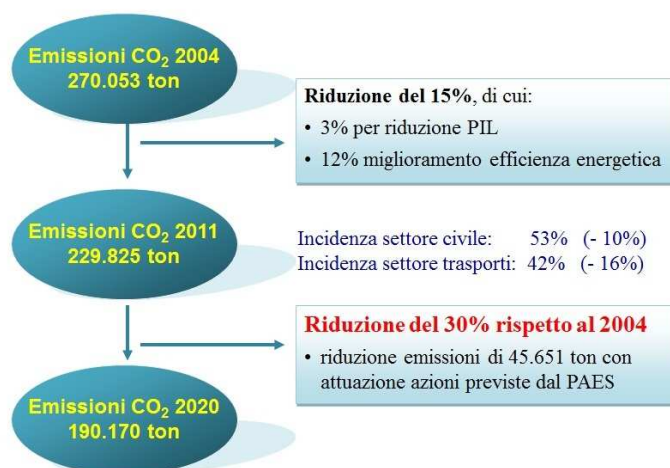 Emissioni CO₂ 2004
270.053 ton
Riduzione del 15%, di cui:
• 3% per riduzione PIL
• 12% miglioramento efficienza energetica
Emissioni CO₂ 2011
229.825 ton
Incidenza settore civile: 53% (- 10%)
Incidenza settore trasporti: 42% (- 16%)
Riduzione del 30% rispetto al 2004
• riduzione emissioni di 45.651 ton con
attuazione azioni previste dal PAES
Emissioni CO₂ 2020
190.170 ton